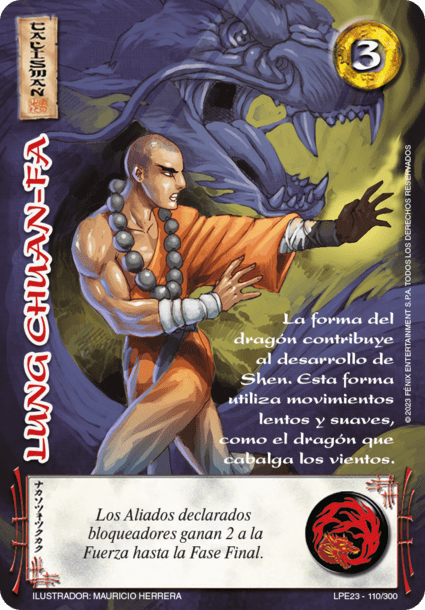 TALISMAN
3
LUNG CHUAN-FA
© 2023 FÉNIX ENTERTAINMENT S.P.A. TODOS LOS DERECHOS RESERVADOS
La forma del
dragón contribuye
al desarrollo de
Shen. Esta forma
utiliza movimientos
lentos y suaves,
como el dragón que
cabalga los vientos.
Los Aliados declarados
bloqueadores ganan 2 a la
Fuerza hasta la Fase Final.
ILUSTRADOR: MAURICIO HERRERA
LPE23 - 110/300